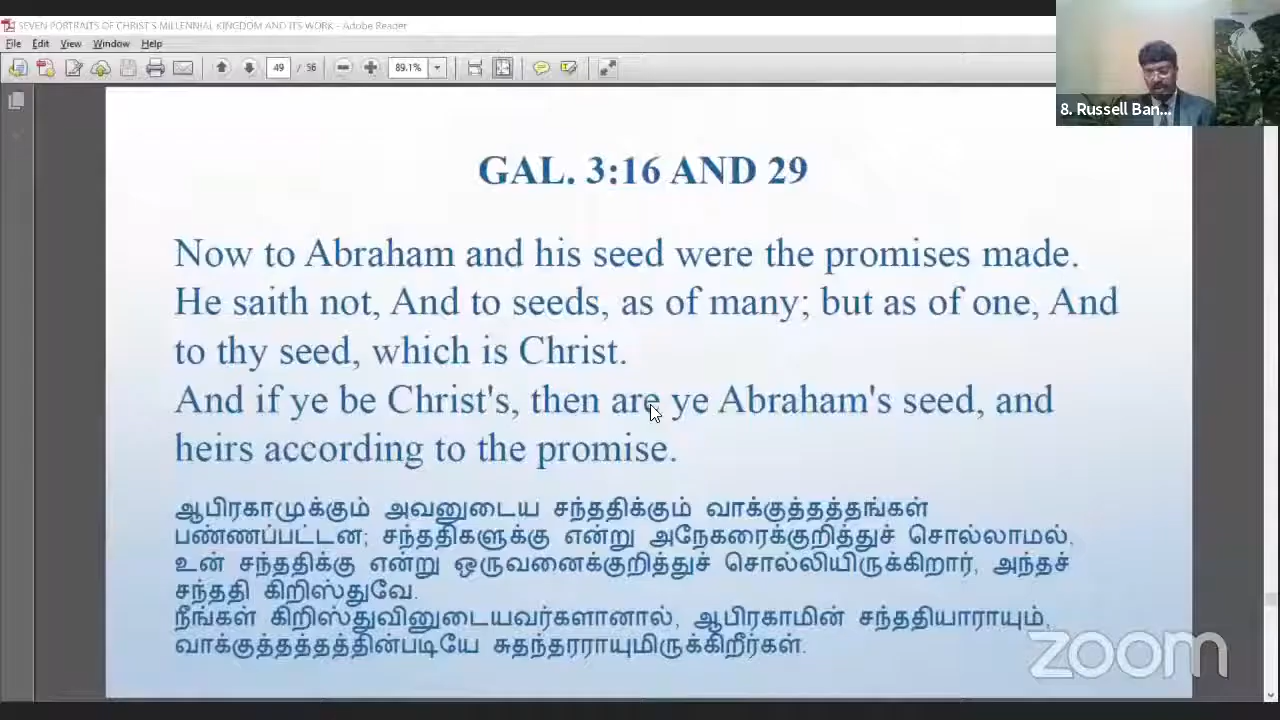 SEVEN PORTRAITS OF CHRIST'S MILLENNIAL KINGDOM AND ITS WORK - Adobe Reader
File Edit View Window Help
49 / 56 89.1%
8. Russell Ban...
GAL. 3:16 AND 29
Now to Abraham and his seed were the promises made.
He saith not, And to seeds, as of many; but as of one, And
to thy seed, which is Christ.
And if ye be Christ's, then are ye Abraham's seed, and
heirs according to the promise.
ஆபிரகாமுக்கும் அவனுடைய சந்ததிக்கும் வாக்குத்தத்தங்கள்
பண்ணப்பட்டன; சந்ததிகளுக்கு என்று அநேகரைக்குறித்துச் சொல்லாமல்,
உன் சந்ததிக்கு என்று ஒருவனைக்குறித்துச் சொல்லியிருக்கிறார், அந்தச்
சந்ததி கிறிஸ்துவே.
நீங்கள் கிறிஸ்துவினுடையவர்களானால், ஆபிரகாமின் சந்ததியாராயும்,
வாக்குத்தத்தத்தின்படியே சுதந்தரராயுமிருக்கிறீர்கள்.
zoom